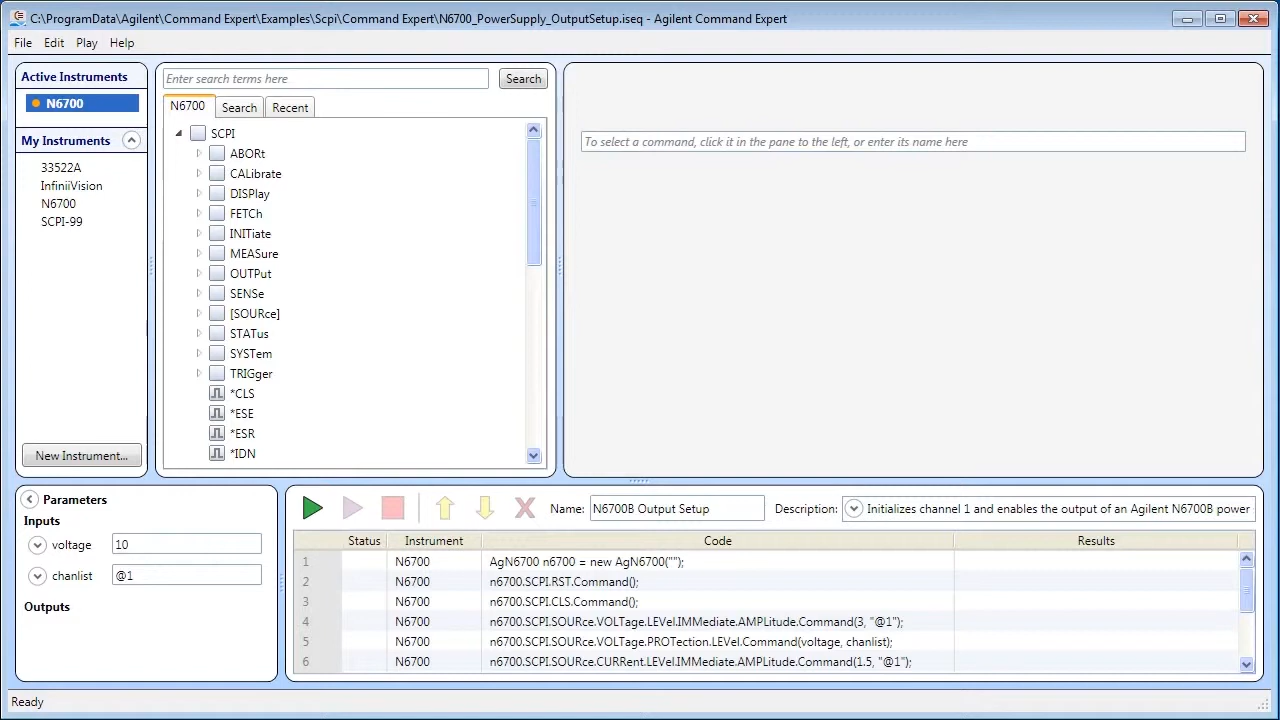 C:\ProgramData\Agilent\Command Expert\Examples\Scpi\Command Expert\N6700_PowerSupply_OutputSetup.iseq - Agilent Command Expert
File Edit Play Help
Active Instruments
N6700
My Instruments
33522A
InfiniiVision
N6700
SCPI-99
New Instrument...
Enter search terms here Search
N6700 Search Recent
SCPI
ABORt
CALibrate
DISPlay
FETCh
INITiate
MEASure
OUTPut
SENSe
[SOURce]
STATus
SYSTem
TRIGger
*CLS
*ESE
*ESR
*IDN
To select a command, click it in the pane to the left, or enter its name here
Parameters
Inputs
voltage 10
chanlist @1
Outputs
Name: N6700B Output Setup Description: Initializes channel 1 and enables the output of an Agilent N6700B power
Status Instrument Code Results
1 N6700 AgN6700 n6700 = new AgN6700("");
2 N6700 n6700.SCPI.RST.Command();
3 N6700 n6700.SCPI.CLS.Command();
4 N6700 n6700.SCPI.SOURce.VOLTage.LEVel.IMMediate.AMPLitude.Command(3, "@1");
5 N6700 n6700.SCPI.SOURce.VOLTage.PROTection.LEVel.Command(voltage, chanlist);
6 N6700 n6700.SCPI.SOURce.CURRent.LEVel.IMMediate.AMPLitude.Command(1.5, "@1");
Ready